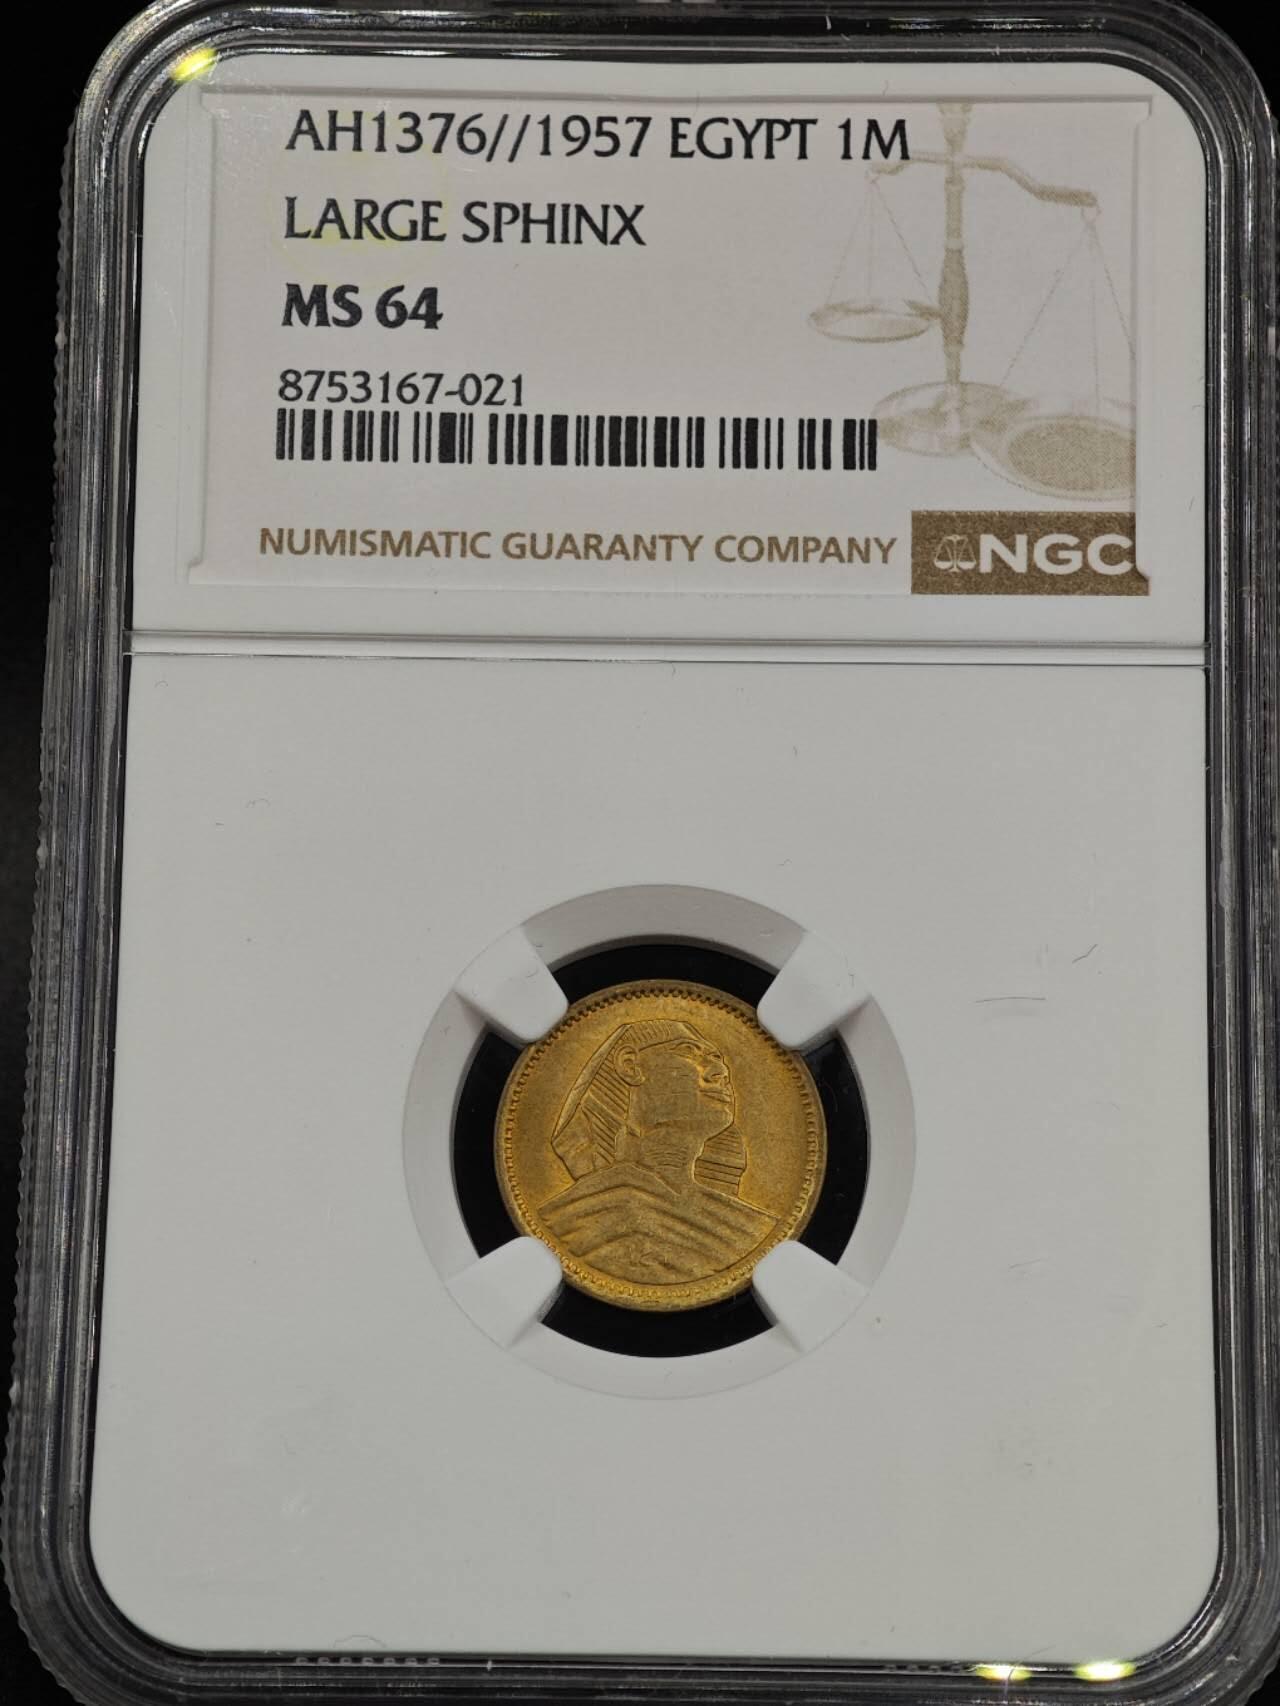 AH1376//1957 EGYPT 1M
LARGE SPHINX
MS 64
8753167-021
NUMISMATIC GUARANTY COMPANY NGC